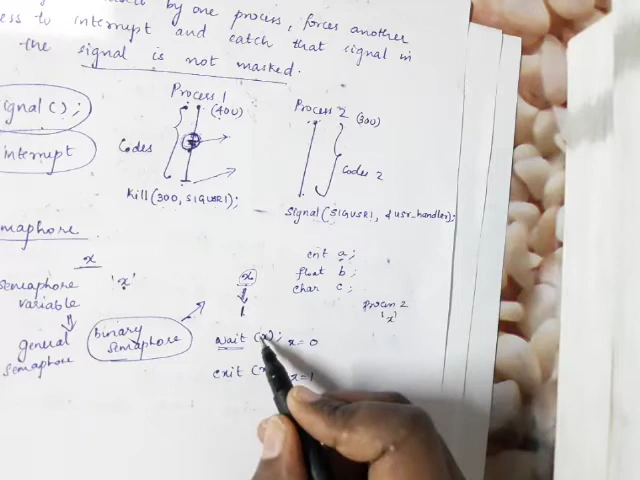 by one process, forces another
to interrupt and catch that signal in
the signal is not masked.
ignal ( );
interrupt
Process 1
(400)
Codes
Kill (300, SIGUSR1);
Process 2 (300)
Codes 2
Signal (SIGUSR1, & usr_handler);
maphore
x
semaphore 'x'
variable
general
semaphore
binary
semaphore
x
1
wait (x); x=0
exit (x x=1
int a;
float b;
char c;
process 2
'x'